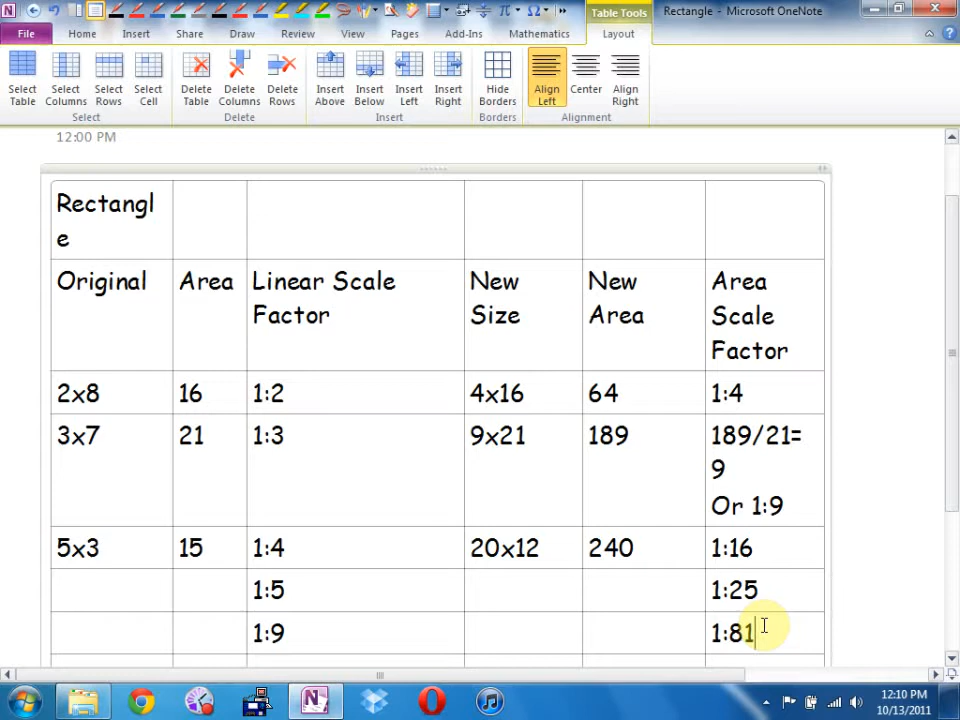 Table Tools
Rectangle - Microsoft OneNote
File Home Insert Share Draw Review View Pages Add-Ins Mathematics Layout
Select Table
Select Columns
Select Rows
Select Cell
Delete Table
Delete Columns
Delete Rows
Insert Above
Insert Below
Insert Left
Insert Right
Hide Borders
Align Left
Center
Align Right
Select Delete Insert Borders Alignment
12:00 PM
Rectangl
e
Original Area Linear Scale Factor New Size New Area Area Scale Factor
2x8 16 1:2 4x16 64 1:4
3x7 21 1:3 9x21 189 189/21=
9
Or 1:9
5x3 15 1:4 20x12 240 1:16
1:5 1:25
1:9 1:81
12:10 PM
10/13/2011